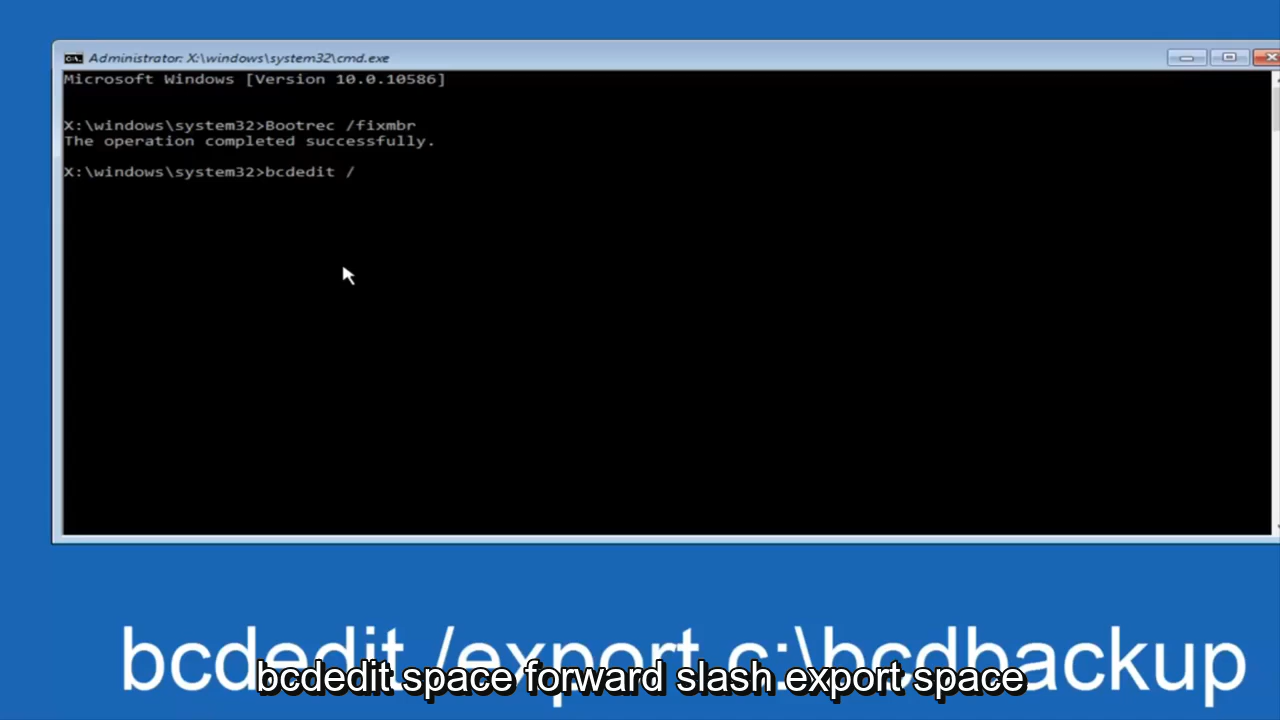 Administrator: X:\windows\system32\cmd.exe
Microsoft Windows [Version 10.0.10586]
X:\windows\system32>Bootrec /fixmbr
The operation completed successfully.
X:\windows\system32>bcdedit /
bcdedit /export c:\bcdbackup
bcdedit space forward slash export space